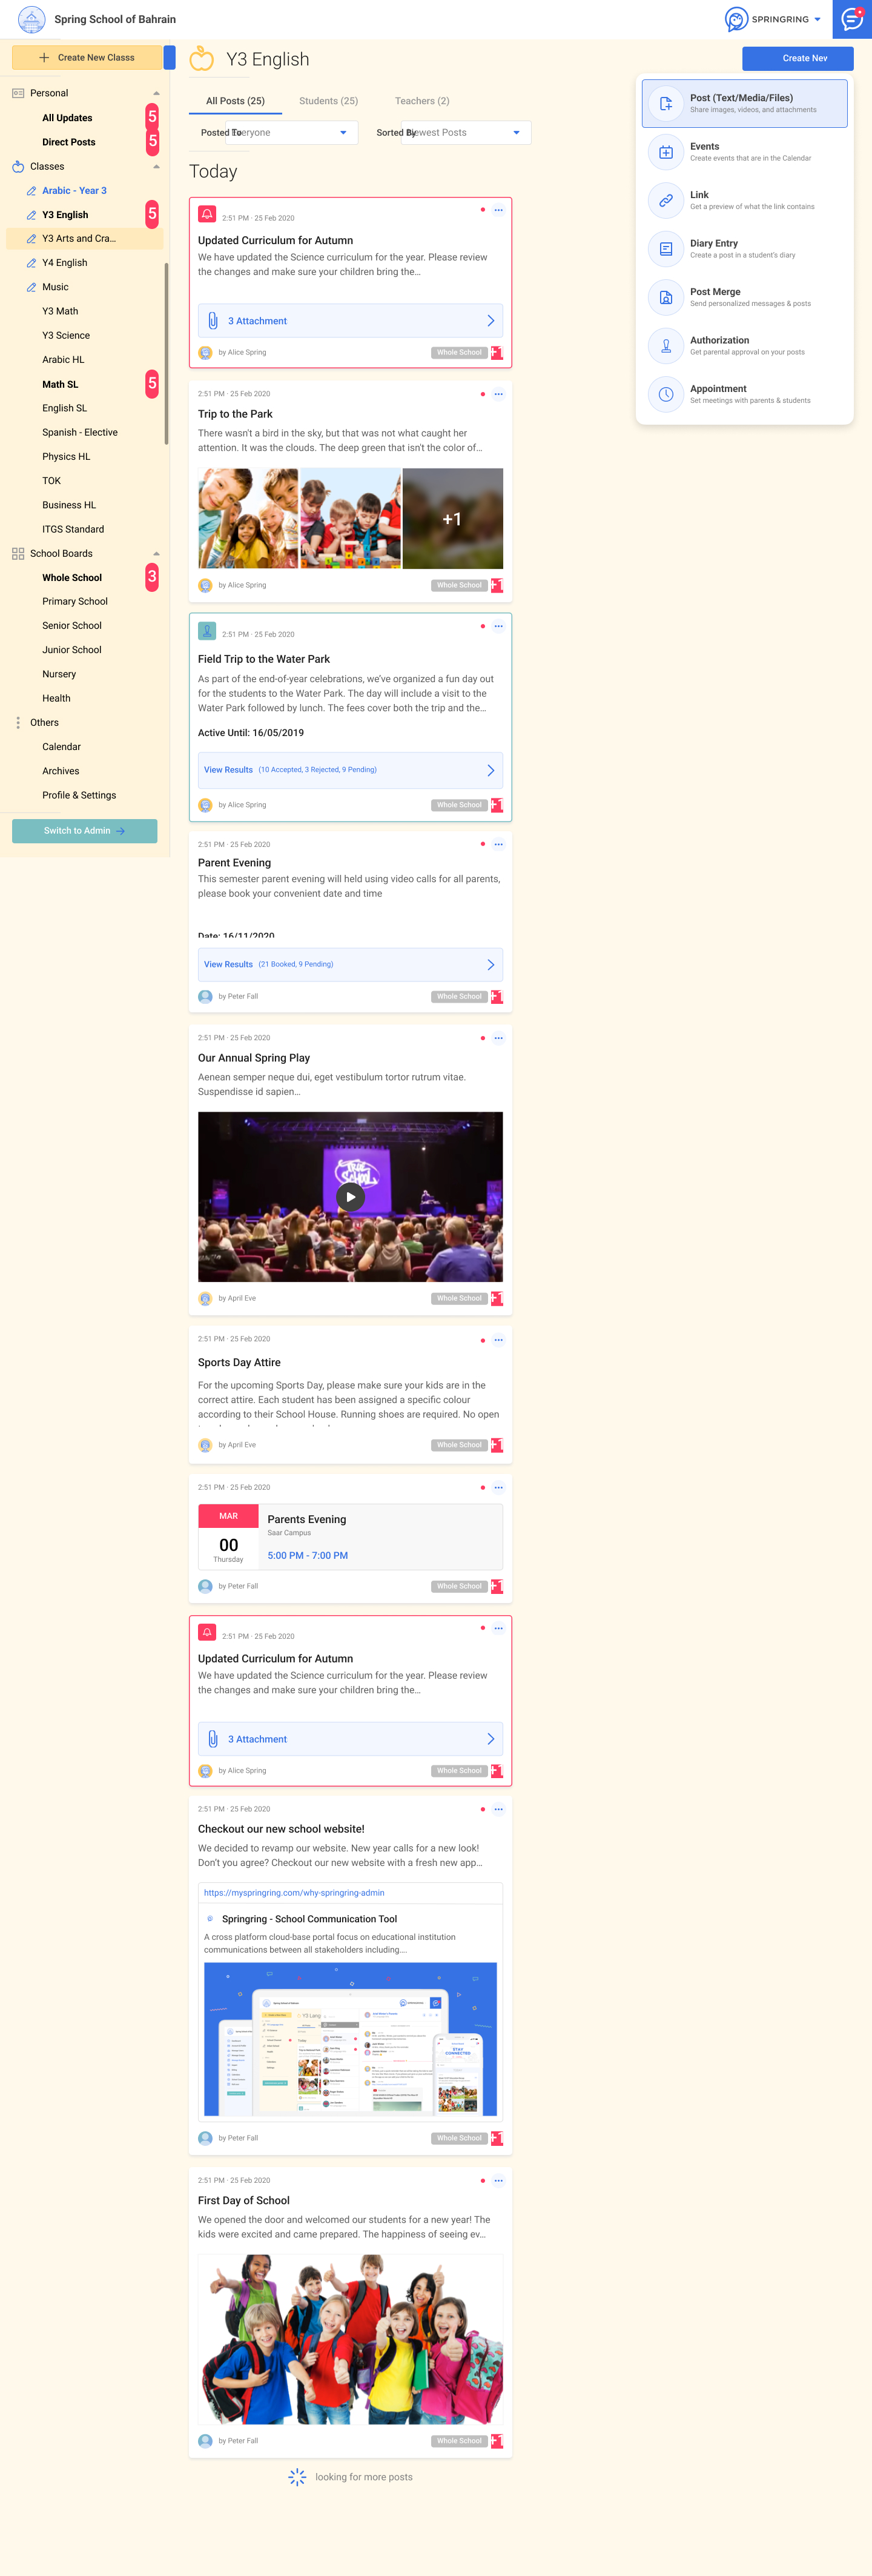 Spring School of Bahrain
SPRINGRING
Create New Classs
Personal
All Updates 5
Direct Posts 5
Classes
Arabic - Year 3
Y3 English 5
Y3 Arts and Cra...
Y4 English
Music
Y3 Math
Y3 Science
Arabic HL
Math SL 5
English SL
Spanish - Elective
Physics HL
TOK
Business HL
ITGS Standard
School Boards
Whole School 3
Primary School
Senior School
Junior School
Nursery
Health
Others
Calendar
Archives
Profile & Settings
Switch to Admin
Y3 English
All Posts (25) Students (25) Teachers (2)
Posted To Everyone Sorted By Newest Posts
Today
2:51 PM · 25 Feb 2020
Updated Curriculum for Autumn
We have updated the Science curriculum for the year. Please review
the changes and make sure your children bring the...
3 Attachment
by Alice Spring Whole School +1
2:51 PM · 25 Feb 2020
Trip to the Park
There wasn't a bird in the sky, but that was not what caught her
attention. It was the clouds. The deep green that isn't the color of...
+1
by Alice Spring Whole School +1
2:51 PM · 25 Feb 2020
Field Trip to the Water Park
As part of the end-of-year celebrations, we've organized a fun day out
for the students to the Water Park. The day will include a visit to the
Water Park followed by lunch. The fees cover both the trip and the...
Active Until: 16/05/2019
View Results (10 Accepted, 3 Rejected, 9 Pending)
by Alice Spring Whole School +1
2:51 PM · 25 Feb 2020
Parent Evening
This semester parent evening will held using video calls for all parents,
please book your convenient date and time
Date: 16/11/2020
View Results (21 Booked, 9 Pending)
by Peter Fall Whole School +1
2:51 PM · 25 Feb 2020
Our Annual Spring Play
Aenean semper neque dui, eget vestibulum tortor rutrum vitae.
Suspendisse id sapien...
by April Eve Whole School +1
2:51 PM · 25 Feb 2020
Sports Day Attire
For the upcoming Sports Day, please make sure your kids are in the
correct attire. Each student has been assigned a specific colour
according to their School House. Running shoes are required. No open
by April Eve Whole School +1
2:51 PM · 25 Feb 2020
MAR
00
Thursday
Parents Evening
Saar Campus
5:00 PM - 7:00 PM
by Peter Fall Whole School +1
2:51 PM · 25 Feb 2020
Updated Curriculum for Autumn
We have updated the Science curriculum for the year. Please review
the changes and make sure your children bring the...
3 Attachment
by Alice Spring Whole School +1
2:51 PM · 25 Feb 2020
Checkout our new school website!
We decided to revamp our website. New year calls for a new look!
Don't you agree? Checkout our new website with a fresh new app...
https://myspringring.com/why-springring-admin
Springring - School Communication Tool
A cross platform cloud-base portal focus on educational institution
communications between all stakeholders including....
STAY
CONNECTED
by Peter Fall Whole School +1
2:51 PM · 25 Feb 2020
First Day of School
We opened the door and welcomed our students for a new year! The
kids were excited and came prepared. The happiness of seeing ev...
by Peter Fall Whole School +1
looking for more posts
Create Nev
Post (Text/Media/Files)
Share images, videos, and attachments
Events
Create events that are in the Calendar
Link
Get a preview of what the link contains
Diary Entry
Create a post in a student's diary
Post Merge
Send personalized messages & posts
Authorization
Get parental approval on your posts
Appointment
Set meetings with parents & students